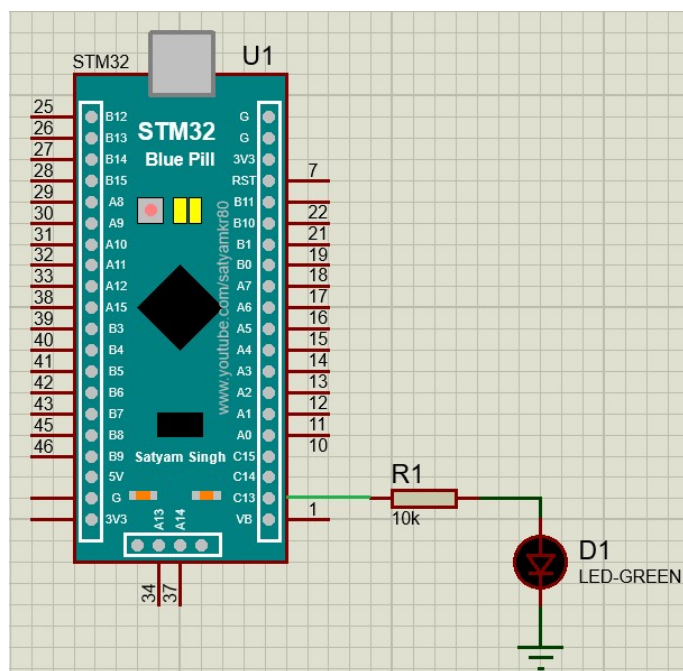 STM32
U1
STM32
Blue Pill
25
26
27
28
29
30
31
32
33
38
39
40
41
42
43
45
46
B12
B13
B14
B15
A8
A9
A10
A11
A12
A15
B3
B4
B5
B6
B7
B8
B9
5V
G
3V3
G
G
3V3
RST
B11
B10
B1
B0
A7
A6
A5
A4
A3
A2
A1
A0
C15
C14
C13
VB
7
22
21
19
18
17
16
15
14
13
12
11
10
1
www.youtube.com/satyamkr80
Satyam Singh
A13
A14
34
37
R1
10k
D1
LED-GREEN